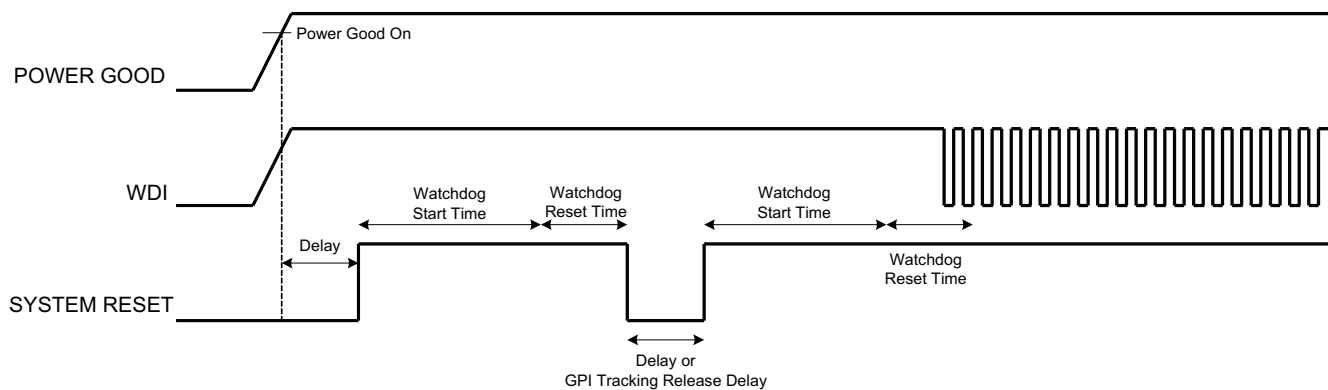 Power Good On
POWER GOOD
WDI
Watchdog
Start Time
Watchdog
Reset Time
Watchdog
Start Time
Delay
Watchdog
Reset Time
SYSTEM RESET
Delay or
GPI Tracking Release Delay